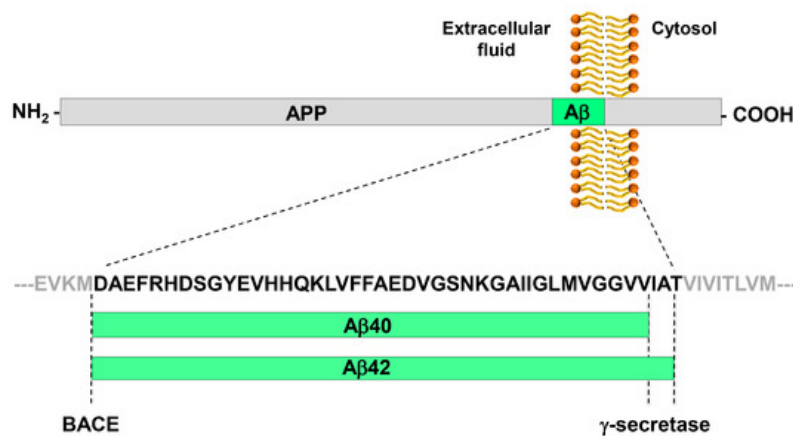 Extracellular fluid
Cytosol
NH2 - APP Aβ - COOH
---EVKMDAEFRHDSGYEVHHQKLVFFAEDVGSNKGAIIGLMVGGVVIATVIVITLVM---
Aβ40
Aβ42
BACE γ-secretase